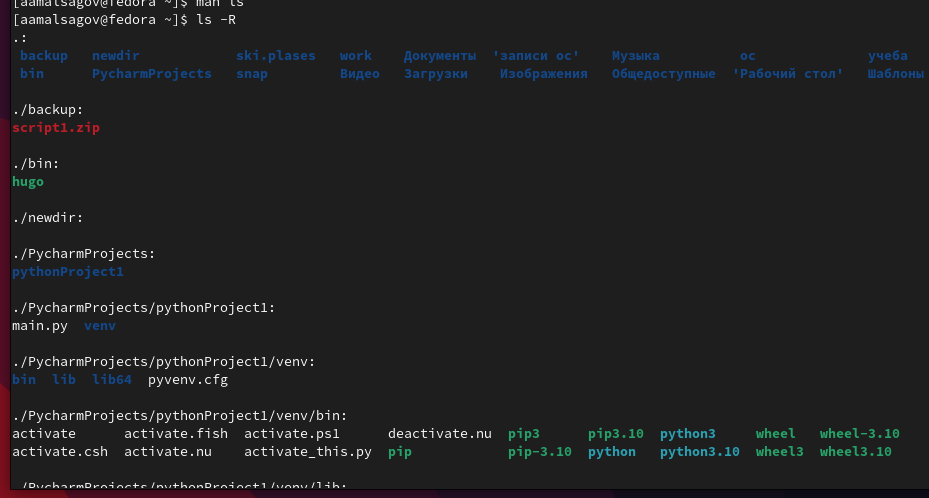 [aamalsagov@fedora ~]$ man ls
[aamalsagov@fedora ~]$ ls -R
.:
backup newdir ski.plases work Документы 'записи ос' Музыка ос учеба
bin PycharmProjects snap Видео Загрузки Изображения Общедоступные 'Рабочий стол' Шаблоны
./backup:
script1.zip
./bin:
hugo
./newdir:
./PycharmProjects:
pythonProject1
./PycharmProjects/pythonProject1:
main.py venv
./PycharmProjects/pythonProject1/venv:
bin lib lib64 pyvenv.cfg
./PycharmProjects/pythonProject1/venv/bin:
activate activate.fish activate.ps1 deactivate.nu pip3 pip3.10 python3 wheel wheel-3.10
activate.csh activate.nu activate_this.py pip pip-3.10 python python3.10 wheel3 wheel3.10
./PycharmProjects/pythonProject1/venv/lib: